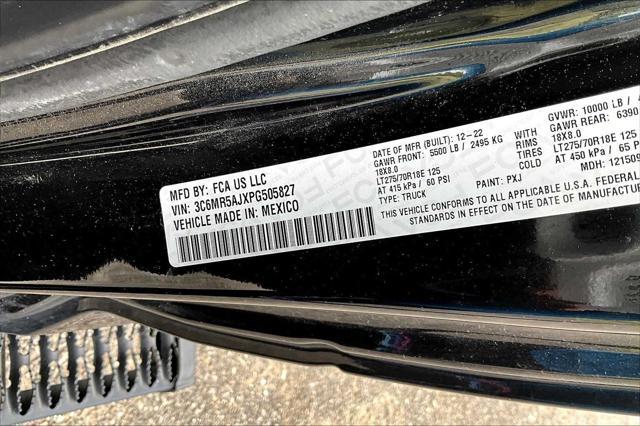 MFD BY: FCA US LLC
VIN: 3C6MR5AJXPG505827
VEHICLE MADE IN: MEXICO
DATE OF MFR (BUILT): 12-22
GAWR FRONT: 5500 LB / 2495 KG
18X8.0
LT275/70R18E 125
AT 415 kPa / 60 PSI
TYPE: TRUCK
PAINT: PXJ
WITH
RIMS
TIRES
COLD
GVWR: 10000 LB /
GAWR REAR: 6390
18X8.0
LT275/70R18E 125
AT 450 kPa / 65 PSI
MDH: 12150
THIS VEHICLE CONFORMS TO ALL APPLICABLE U.S.A. FEDERAL
STANDARDS IN EFFECT ON THE DATE OF MANUFACTU